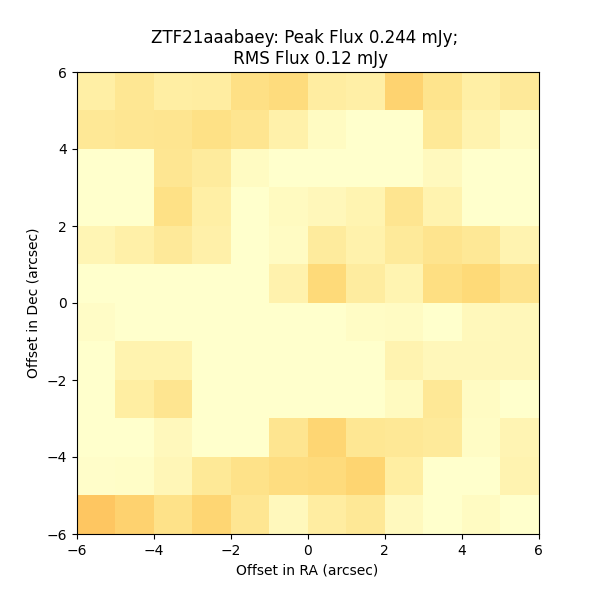 ZTF21aaabaey: Peak Flux 0.244 mJy;
RMS Flux 0.12 mJy
6
4
2
0
−2
−4
−6
Offset in Dec (arcsec)
−6 −4 −2 0 2 4 6
Offset in RA (arcsec)